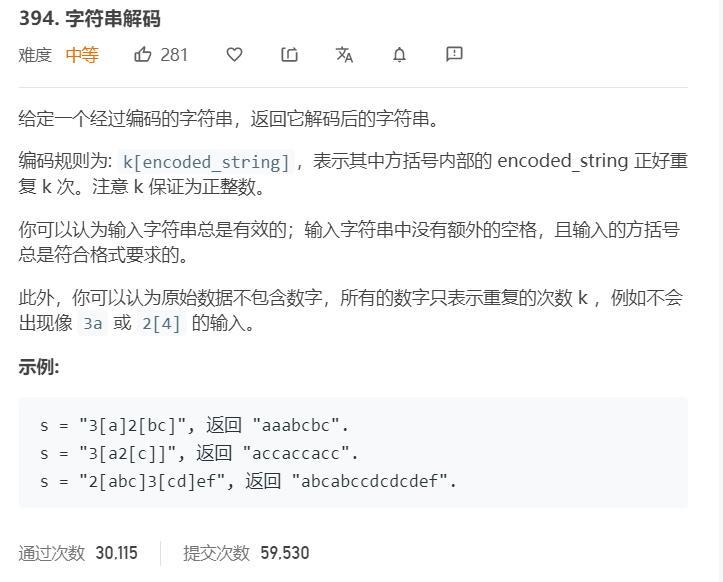 394. 字符串解码
难度 中等 281
给定一个经过编码的字符串，返回它解码后的字符串。
编码规则为: k[encoded_string]，表示其中方括号内部的 encoded_string 正好重
复 k 次。注意 k 保证为正整数。
你可以认为输入字符串总是有效的；输入字符串中没有额外的空格，且输入的方括号
总是符合格式要求的。
此外，你可以认为原始数据不包含数字，所有的数字只表示重复的次数 k ，例如不会
出现像 3a 或 2[4] 的输入。
示例:
s = "3[a]2[bc]", 返回 "aaabcbc".
s = "3[a2[c]]", 返回 "accaccacc".
s = "2[abc]3[cd]ef", 返回 "abcabccdcdcdef".
通过次数 30,115 提交次数 59,530